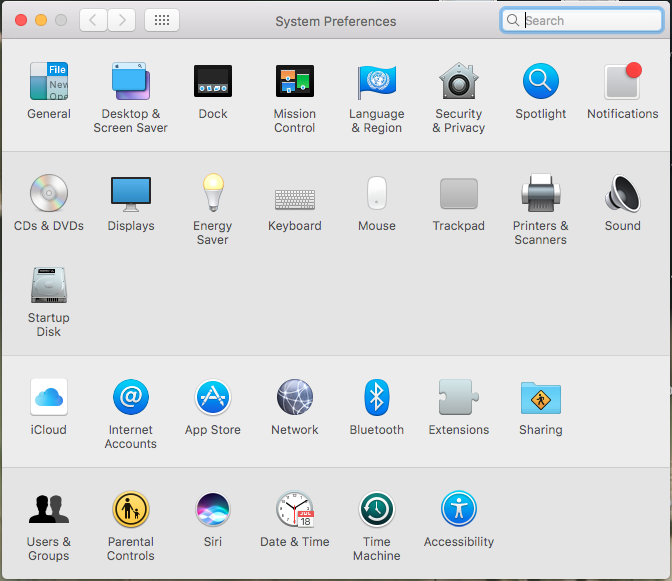 System Preferences
Search
File
New
Ope
General
Desktop &
Screen Saver
Dock
Mission
Control
Language
& Region
Security
& Privacy
Spotlight
Notifications
CDs & DVDs
Displays
Energy
Saver
Keyboard
Mouse
Trackpad
Printers &
Scanners
Sound
Startup
Disk
iCloud
@
Internet
Accounts
App Store
Network
Bluetooth
Extensions
Sharing
Users &
Groups
Parental
Controls
Siri
JUL
18
Date & Time
Time
Machine
Accessibility